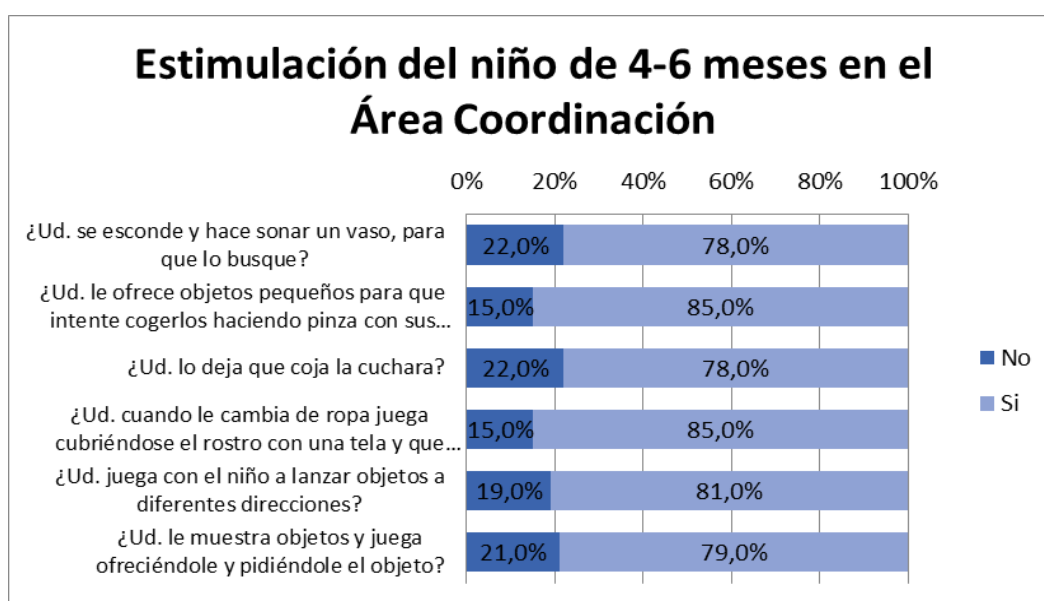 Estimulación del niño de 4-6 meses en el
Área Coordinación
0% 20% 40% 60% 80% 100%
¿Ud. se esconde y hace sonar un vaso, para
que lo busque?
22,0% 78,0%
¿Ud. le ofrece objetos pequeños para que
intente cogerlos haciendo pinza con sus...
15,0% 85,0%
¿Ud. lo deja que coja la cuchara?
22,0% 78,0%
¿Ud. cuando le cambia de ropa juega
cubriéndose el rostro con una tela y que...
15,0% 85,0%
¿Ud. juega con el niño a lanzar objetos a
diferentes direcciones?
19,0% 81,0%
¿Ud. le muestra objetos y juega
ofreciéndole y pidiéndole el objeto?
21,0% 79,0%
No
Si